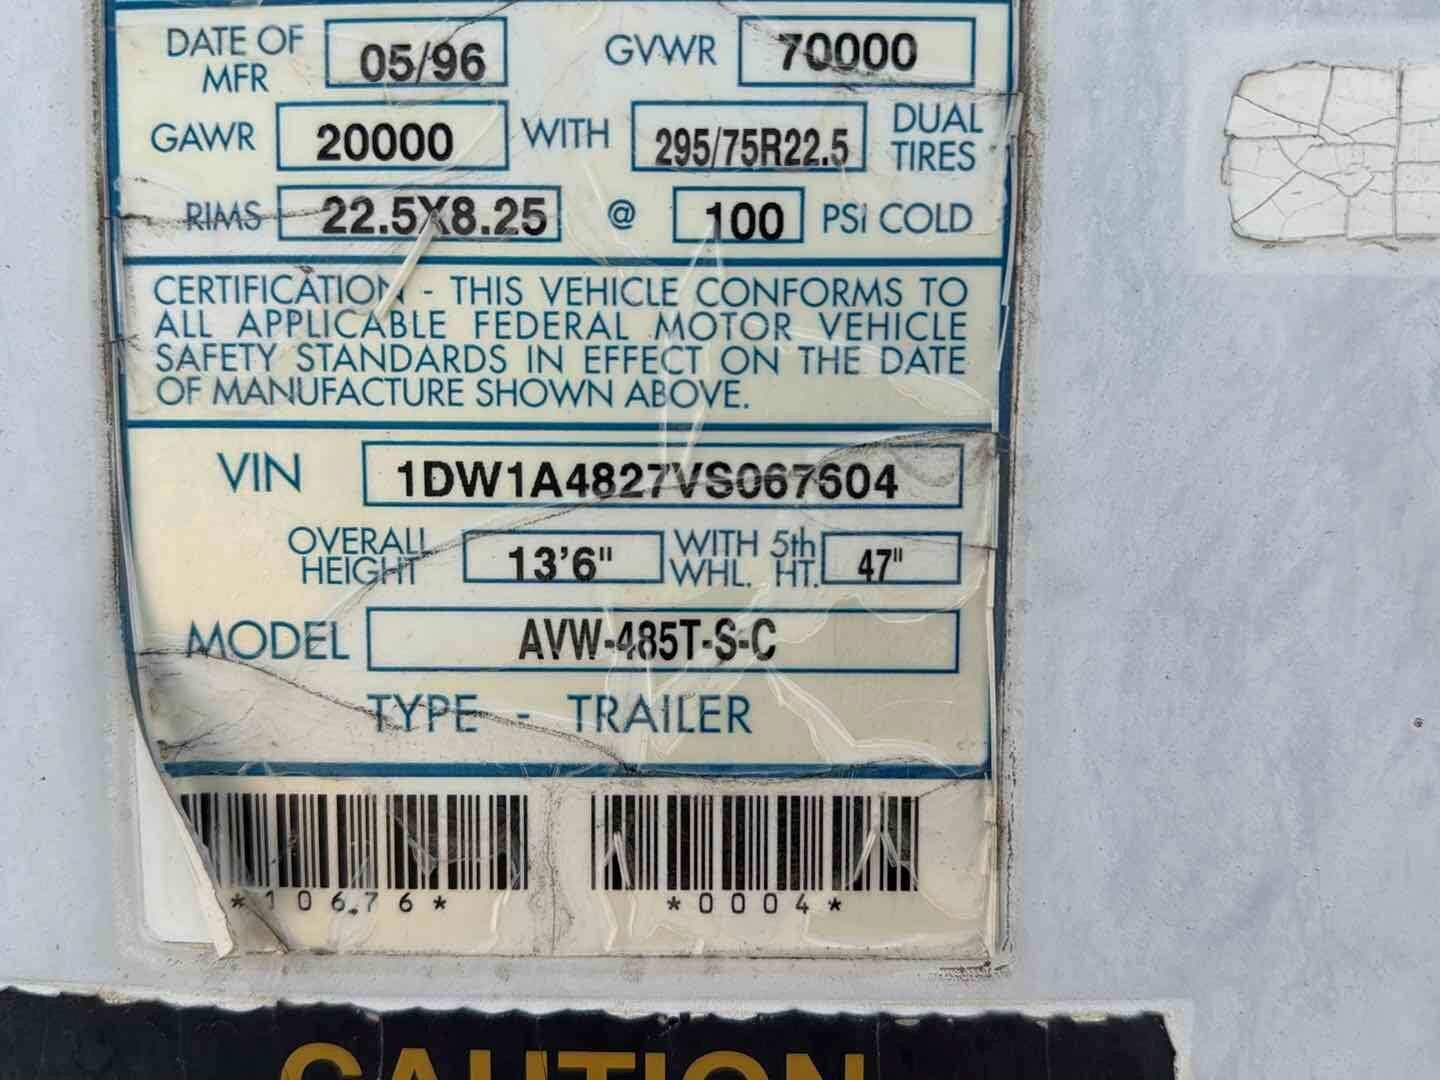 DATE OF MFR 05/96 GVWR 70000
GAWR 20000 WITH 295/75R22.5 DUAL TIRES
RIMS 22.5X8.25 @ 100 PSI COLD
CERTIFICATION - THIS VEHICLE CONFORMS TO
ALL APPLICABLE FEDERAL MOTOR VEHICLE
SAFETY STANDARDS IN EFFECT ON THE DATE
OF MANUFACTURE SHOWN ABOVE.
VIN 1DW1A4827VS067604
OVERALL HEIGHT 13'6" WITH 5th WHL. HT. 47"
MODEL AVW-485T-S-C
TYPE - TRAILER
*10676* *0004*
CAUTION